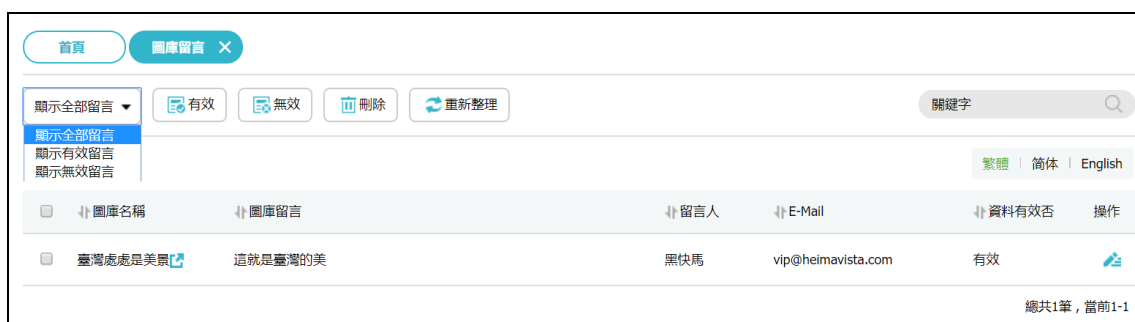 首頁 圖庫留言
顯示全部留言 有效 無效 刪除 重新整理 關鍵字
顯示全部留言
顯示有效留言
顯示無效留言
繁體 简体 English
圖庫名稱 圖庫留言 留言人 E-Mail 資料有效否 操作
臺灣處處是美景 這就是臺灣的美 黑快馬 vip@heimavista.com 有效
總共1筆，當前1-1